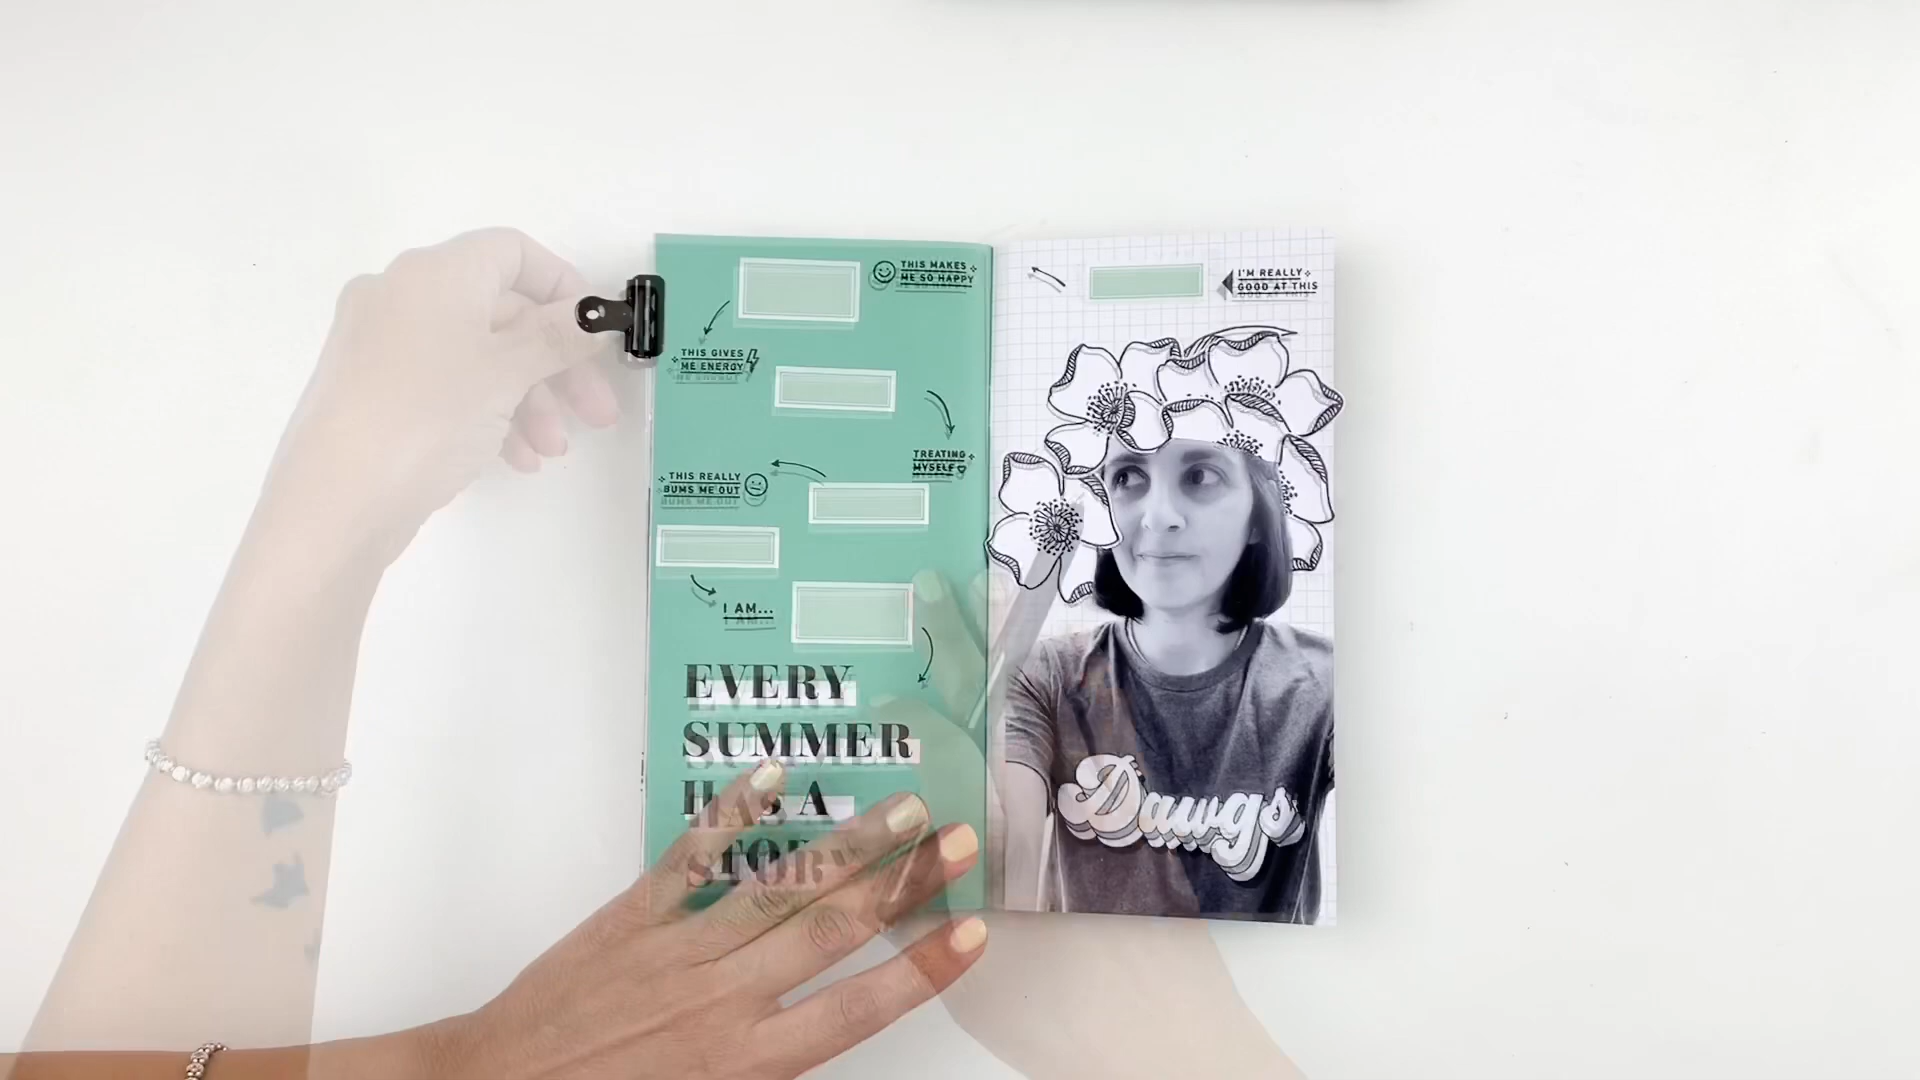 THIS MAKES
ME SO HAPPY
THIS GIVES
ME ENERGY
TREATING
MYSELF
THIS REALLY
BUMS ME OUT
I AM...
EVERY
SUMMER
HAS A
STORY
I'M REALLY
GOOD AT THIS
Dawgs